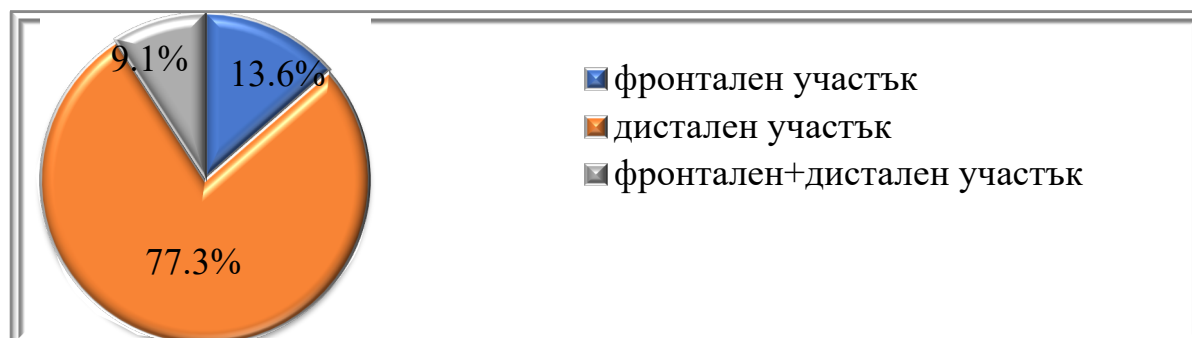 9.1%
13.6%
77.3%
фронтален участък
дистален участък
фронтален+дистален участък